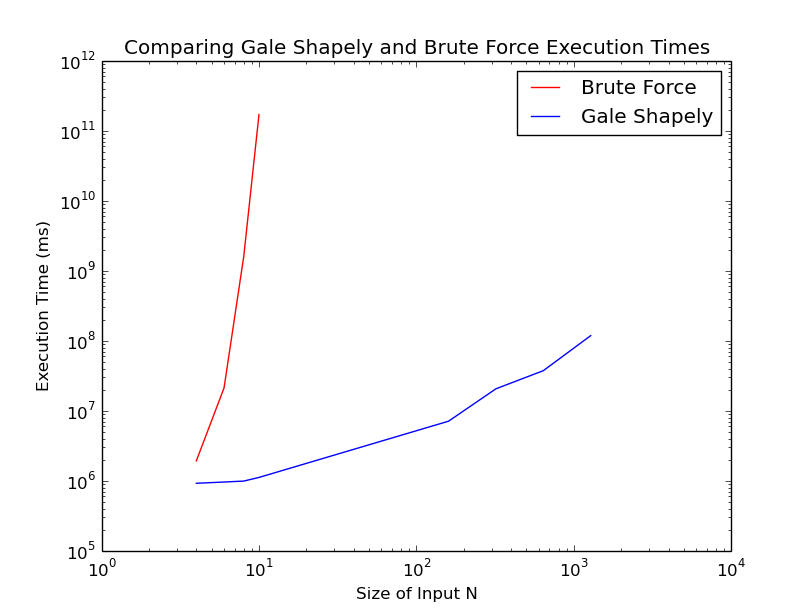 Comparing Gale Shapely and Brute Force Execution Times
Brute Force
Gale Shapely
Execution Time (ms)
10^12
10^11
10^10
10^9
10^8
10^7
10^6
10^5
10^0
10^1
10^2
10^3
10^4
Size of Input N